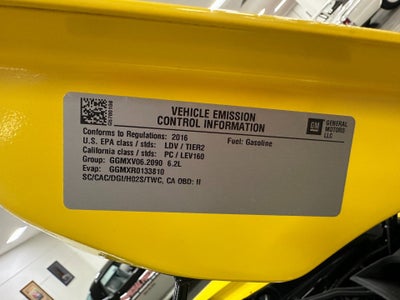 VEHICLE EMISSION
CONTROL INFORMATION
GM
GENERAL
MOTORS
LLC
Conforms to Regulations: 2016
Fuel: Gasoline
U.S. EPA class / stds: LDV / TIER2
California class / stds: PC / LEV160
Group: GGMXV06.2090 6.2L
Evap: GGMXR0133810
SC/CAC/DGI/HO2S/TWC, CA OBD: II